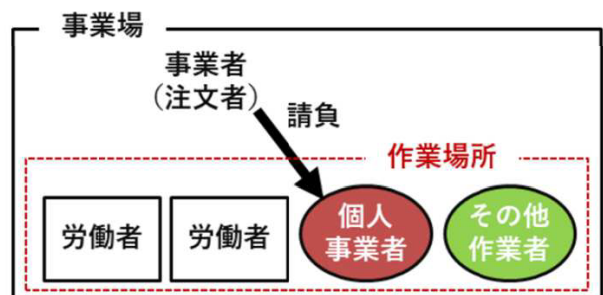 事業場
事業者
（注文者）
請負
作業場所
労働者
労働者
個人
事業者
その他
作業者